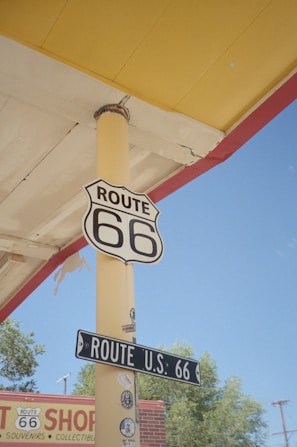 ROUTE
66
ROUTE U.S. 66
T
ROUTE
66
SHOP
SOUVENIRS • COLLECTIBL